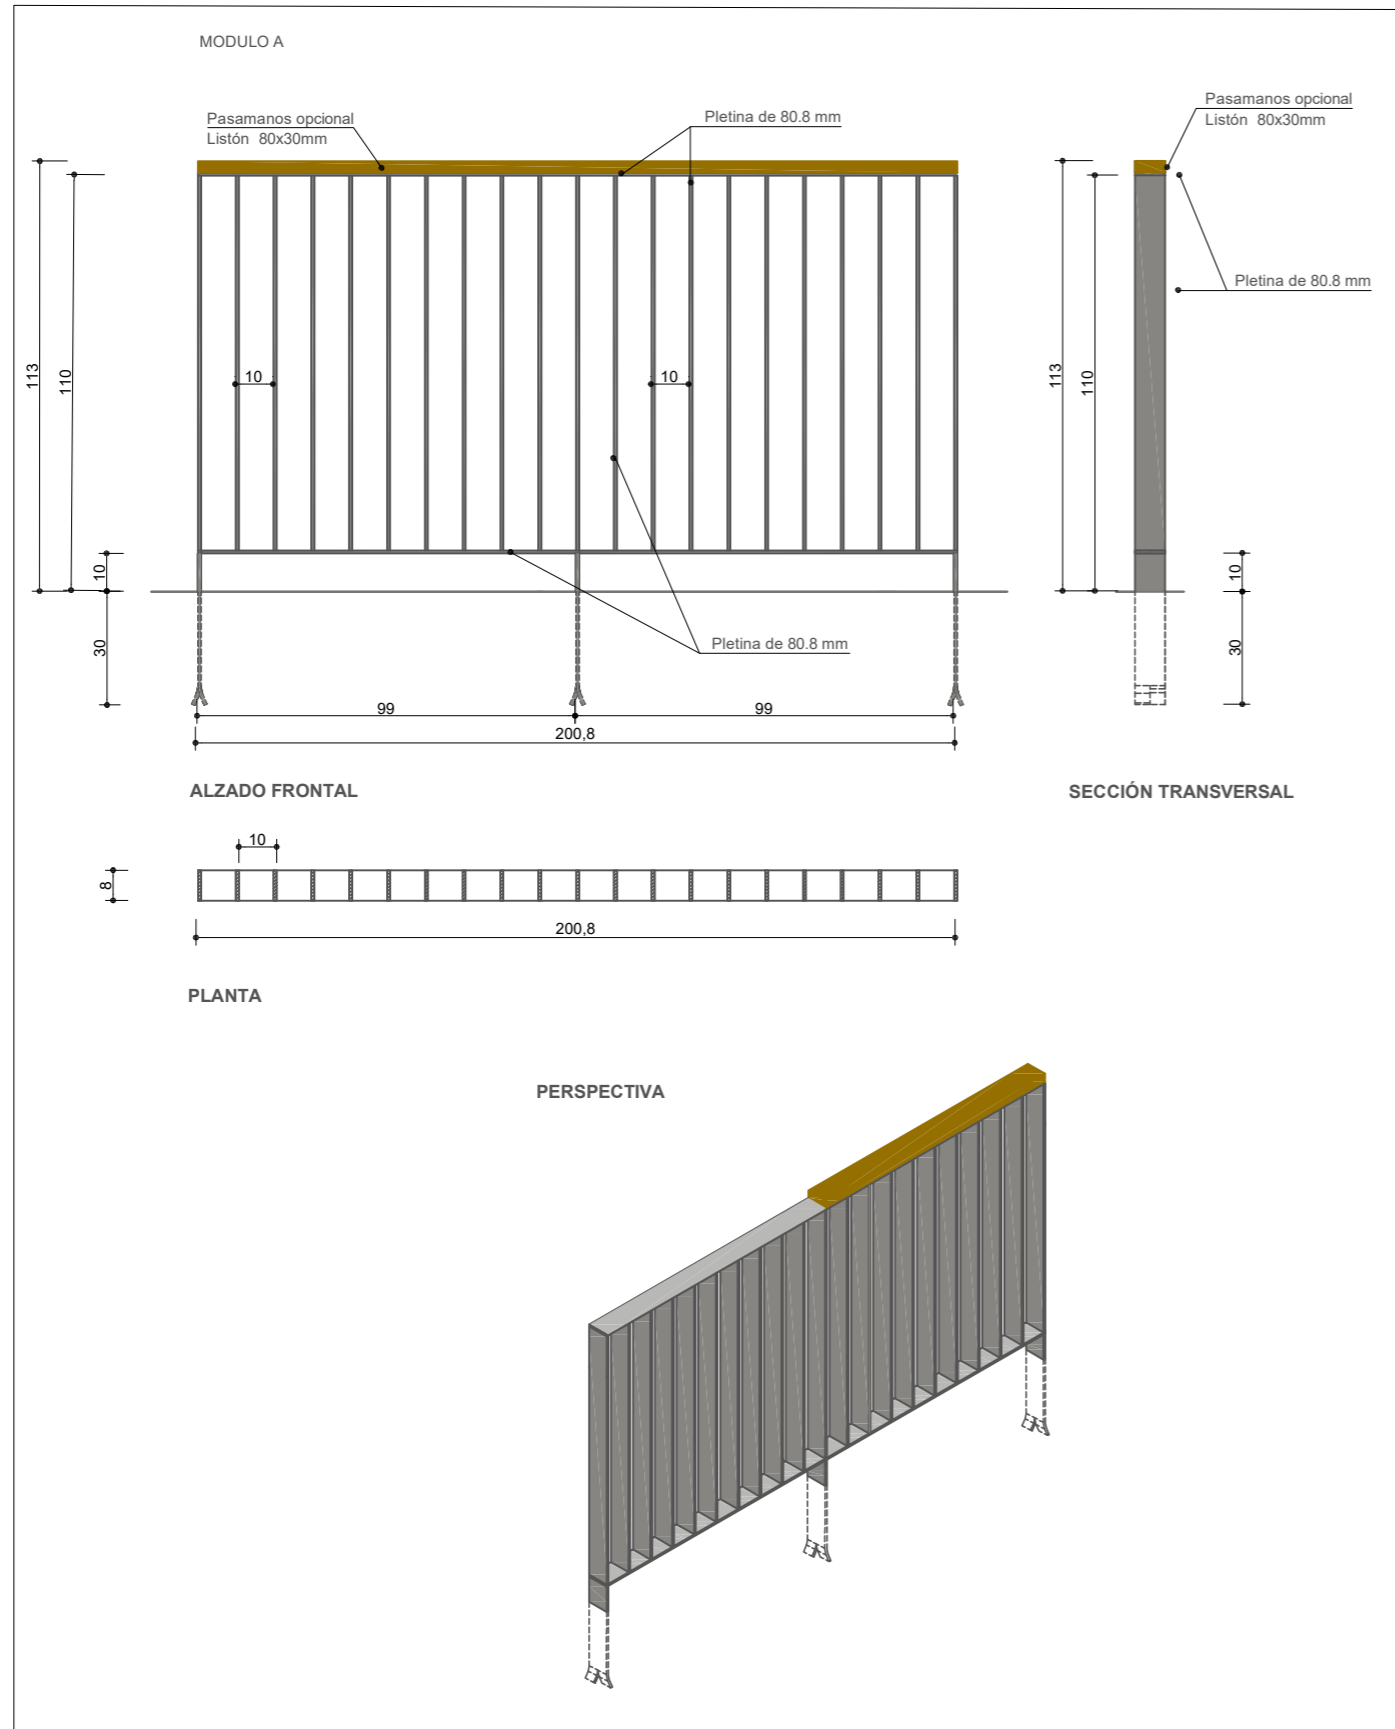 MODULO A
Pasamanos opcional
Listón 80x30mm
Pletina de 80.8 mm
Pasamanos opcional
Listón 80x30mm
Pletina de 80.8 mm
113
110
10
10
113
110
10
30
10
30
Pletina de 80.8 mm
99
99
200,8
ALZADO FRONTAL
SECCIÓN TRANSVERSAL
10
8
200,8
PLANTA
PERSPECTIVA